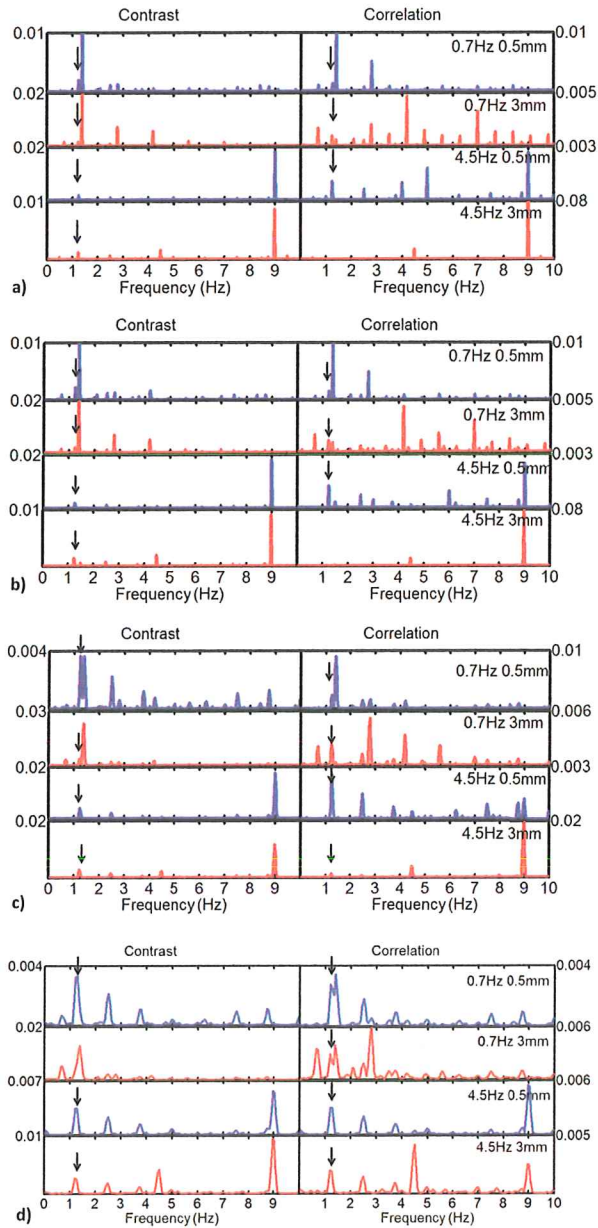 Contrast Correlation
0.01 0.7Hz 0.5mm 0.01
0.02 0.7Hz 3mm 0.005
0.02 4.5Hz 0.5mm 0.003
0.01 4.5Hz 3mm 0.08
0 1 2 3 4 5 6 7 8 9 1 2 3 4 5 6 7 8 9 10
a) Frequency (Hz) Frequency (Hz)
Contrast Correlation
0.01 0.7Hz 0.5mm 0.01
0.02 0.7Hz 3mm 0.005
0.02 4.5Hz 0.5mm 0.003
0.01 4.5Hz 3mm 0.08
0 1 2 3 4 5 6 7 8 9 1 2 3 4 5 6 7 8 9 10
b) Frequency (Hz) Frequency (Hz)
Contrast Correlation
0.004 0.7Hz 0.5mm 0.01
0.03 0.7Hz 3mm 0.006
0.02 4.5Hz 0.5mm 0.003
0.02 4.5Hz 3mm 0.02
0 1 2 3 4 5 6 7 8 9 1 2 3 4 5 6 7 8 9 10
c) Frequency (Hz) Frequency (Hz)
Contrast Correlation
0.004 0.7Hz 0.5mm 0.004
0.02 0.7Hz 3mm 0.006
0.007 4.5Hz 0.5mm 0.006
0.01 4.5Hz 3mm 0.005
0 1 2 3 4 5 6 7 8 9 1 2 3 4 5 6 7 8 9 10
d) Frequency (Hz) Frequency (Hz)